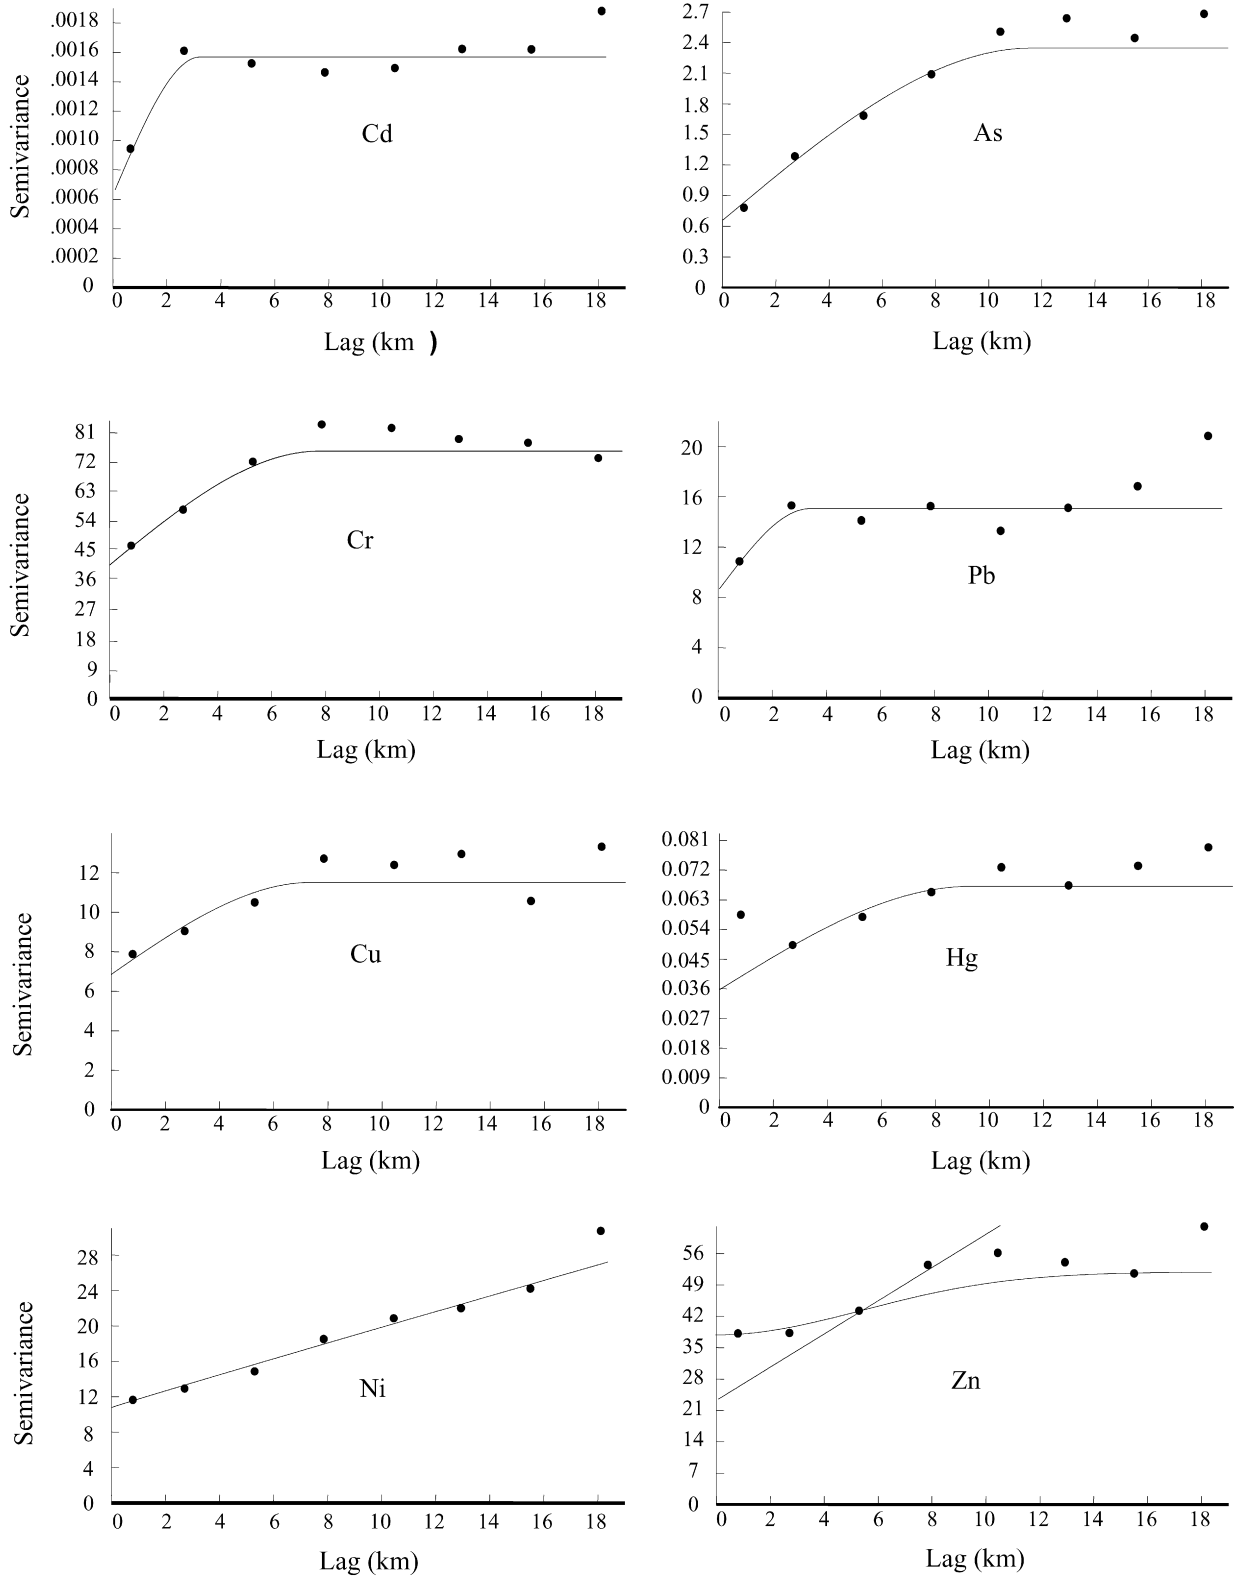 Semivariance
.0018
.0016
.0014
.0012
.0010
.0008
.0006
.0004
.0002
0
Cd
0 2 4 6 8 10 12 14 16 18
Lag (km )
2.7
2.4
2.1
1.8
1.5
1.2
0.9
0.6
0.3
0
As
0 2 4 6 8 10 12 14 16 18
Lag (km)
Semivariance
81
72
63
54
45
36
27
18
9
0
Cr
0 2 4 6 8 10 12 14 16 18
Lag (km)
20
16
12
8
4
0
Pb
0 2 4 6 8 10 12 14 16 18
Lag (km)
Semivariance
12
10
8
6
4
2
0
Cu
0 2 4 6 8 10 12 14 16 18
Lag (km)
0.081
0.072
0.063
0.054
0.045
0.036
0.027
0.018
0.009
0
Hg
0 2 4 6 8 10 12 14 16 18
Lag (km)
Semivariance
28
24
20
16
12
8
4
0
Ni
0 2 4 6 8 10 12 14 16 18
Lag (km)
56
49
42
35
28
21
14
7
0
Zn
0 2 4 6 8 10 12 14 16 18
Lag (km)